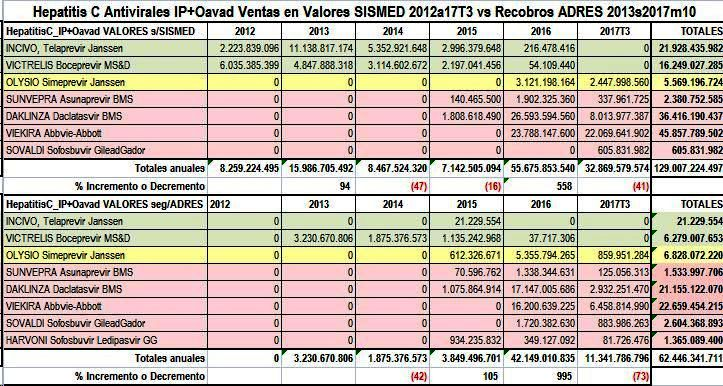 Hepatitis C Antivirales IP+Oavad Ventas en Valores SISMED 2012a17T3 vs Recobros ADRES 2013s2017m10
HepatitisC_IP+Oavad VALORES s/SISMED 2012 2013 2014 2015 2016 2017T3 TOTALES
INCIVO, Telaprevir Janssen 2.223.839.096 11.138.817.174 5.352.921.648 2.996.379.648 216.478.416 0 21.928.435.982
VICTRELIS Boceprevir MS&D 6.035.385.399 4.847.888.318 3.114.602.672 2.197.041.456 54.109.440 0 16.249.027.285
OLYSIO Simeprevir Janssen 0 0 0 0 3.121.198.164 2.447.998.560 5.569.196.724
SUNVEPRA Asunaprevir BMS 0 0 0 140.465.500 1.902.325.360 337.961.725 2.380.752.585
DAKLINZA Daclatasvir BMS 0 0 0 1.808.618.490 26.593.594.560 8.013.977.387 36.416.190.437
VIEKIRA Abbvie-Abbott 0 0 0 0 23.788.147.600 22.069.641.902 45.857.789.502
SOVALDI Sofosbuvir GileadGador 0 0 0 0 0 605.831.982 605.831.982
Totales anuales 8.259.224.495 15.986.705.492 8.467.524.320 7.142.505.094 55.675.853.540 32.869.579.574 129.007.224.497
% Incremento o Decremento 94 (47) (16) 558 (41)
HepatitisC_IP+Oavad VALORES seg/ADRES 2012 2013 2014 2015 2016 2017T3 TOTALES
INCIVO, Telaprevir Janssen 0 0 0 21.229.554 0 0 21.229.554
VICTRELIS Boceprevir MS&D 0 3.230.670.806 1.875.376.573 1.135.242.968 37.717.306 0 6.279.007.653
OLYSIO Simeprevir Janssen 0 0 0 612.326.671 5.355.794.265 859.951.284 6.828.072.220
SUNVEPRA Asunaprevir BMS 0 0 0 70.596.762 1.338.344.631 125.056.313 1.533.997.706
DAKLINZA Daclatasvir BMS 0 0 0 1.075.864.914 17.147.005.686 2.932.251.470 21.155.122.070
VIEKIRA Abbvie-Abbott 0 0 0 0 16.200.639.225 6.458.814.990 22.659.454.215
SOVALDI Sofosbuvir GileadGador 0 0 0 0 1.720.382.630 883.986.263 2.604.368.893
HARVONI Sofosbuvir Ledipasvir GG 0 0 0 934.235.832 349.127.092 81.726.476 1.365.089.400
Totales anuales 0 3.230.670.806 1.875.376.573 3.849.496.701 42.149.010.835 11.341.786.796 62.446.341.711
% Incremento o Decremento (42) 105 995 (73)